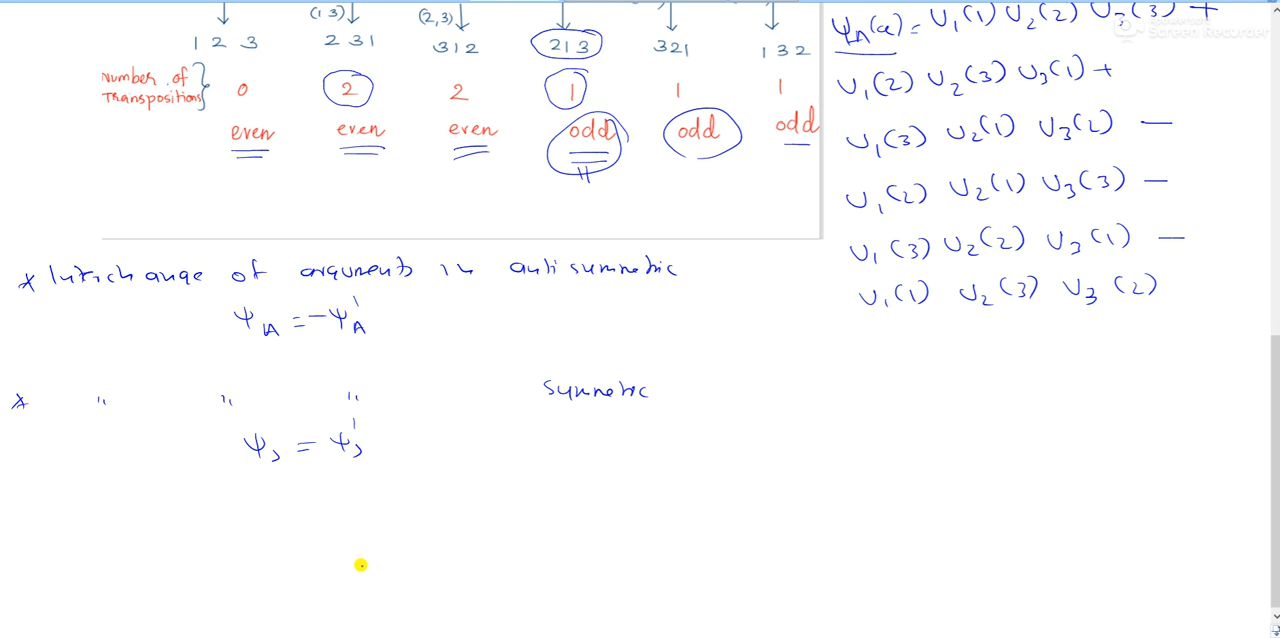 (1 3) (2,3)
1 2 3 2 3 1 3 1 2 2 1 3 3 2 1 1 3 2
Number of
Transpositions} 0 2 2 1 1 1
even even even odd odd odd
ψA(a) = U1(1) U2(2) U3(3) +
Screen Recorder
U1(2) U2(3) U3(1) +
U1(3) U2(1) U3(2) —
U1(2) U2(1) U3(3) —
U1(3) U2(2) U3(1) —
U1(1) U2(3) U3(2)
* Interchange of arguments in antisymmetric
ψA = -ψA'
* " " " symmetric
ψs = ψs'